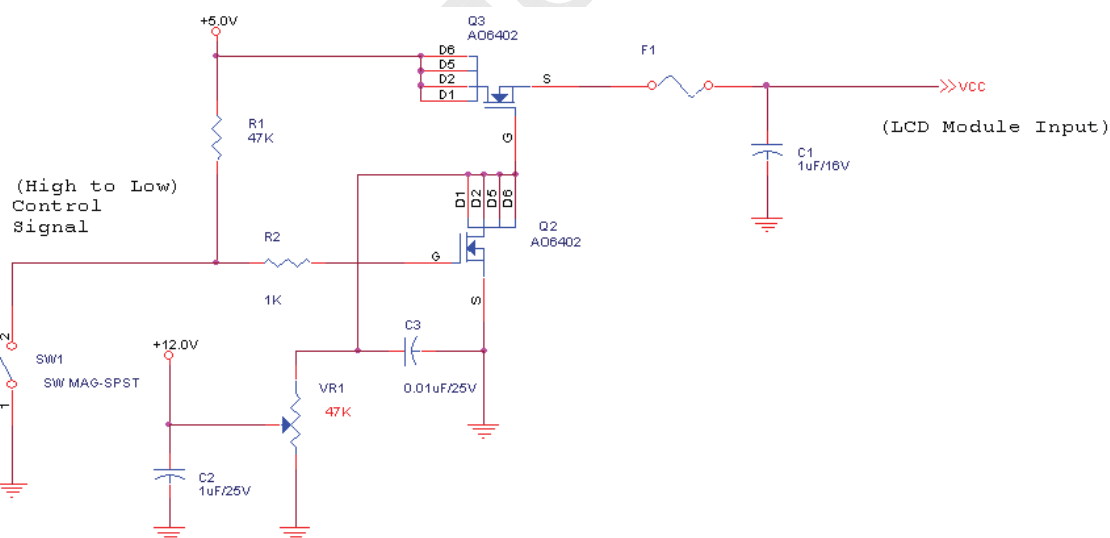 +5.0V
Q3
AO6402
D6
D5
D2
D1
S
F1
VCC
(LCD Module Input)
R1
47K
G
C1
1uF/16V
(High to Low)
Control
Signal
D1
D2
D5
D6
Q2
AO6402
R2
G
1K
S
2
SW1
SW MAG-SPST
1
+12.0V
C3
0.01uF/25V
VR1
47K
C2
1uF/25V